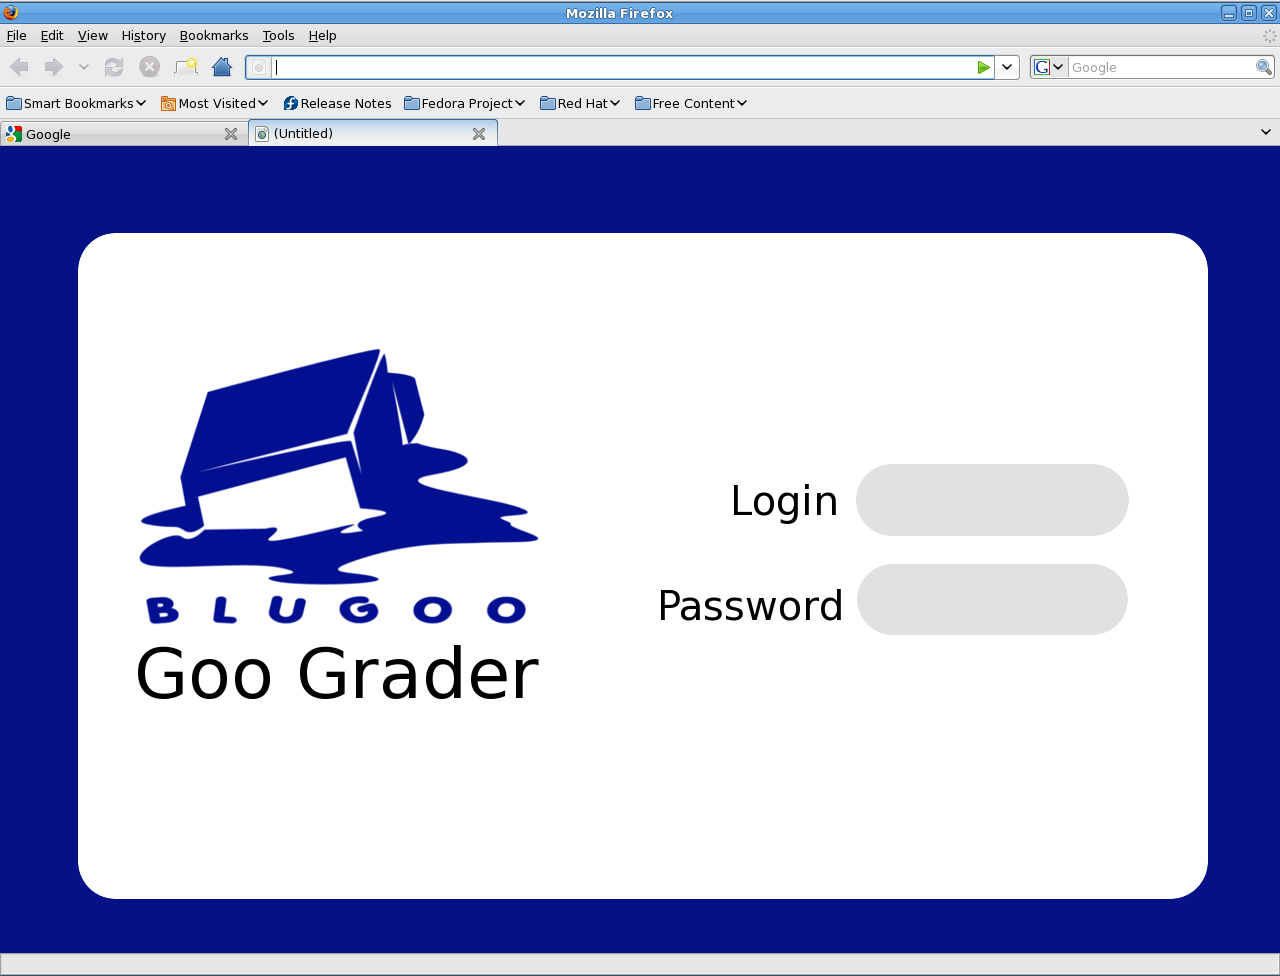 Mozilla Firefox
File Edit View History Bookmarks Tools Help
G Google
Smart Bookmarks Most Visited Release Notes Fedora Project Red Hat Free Content
Google (Untitled)
BLUGOO
Goo Grader
Login
Password